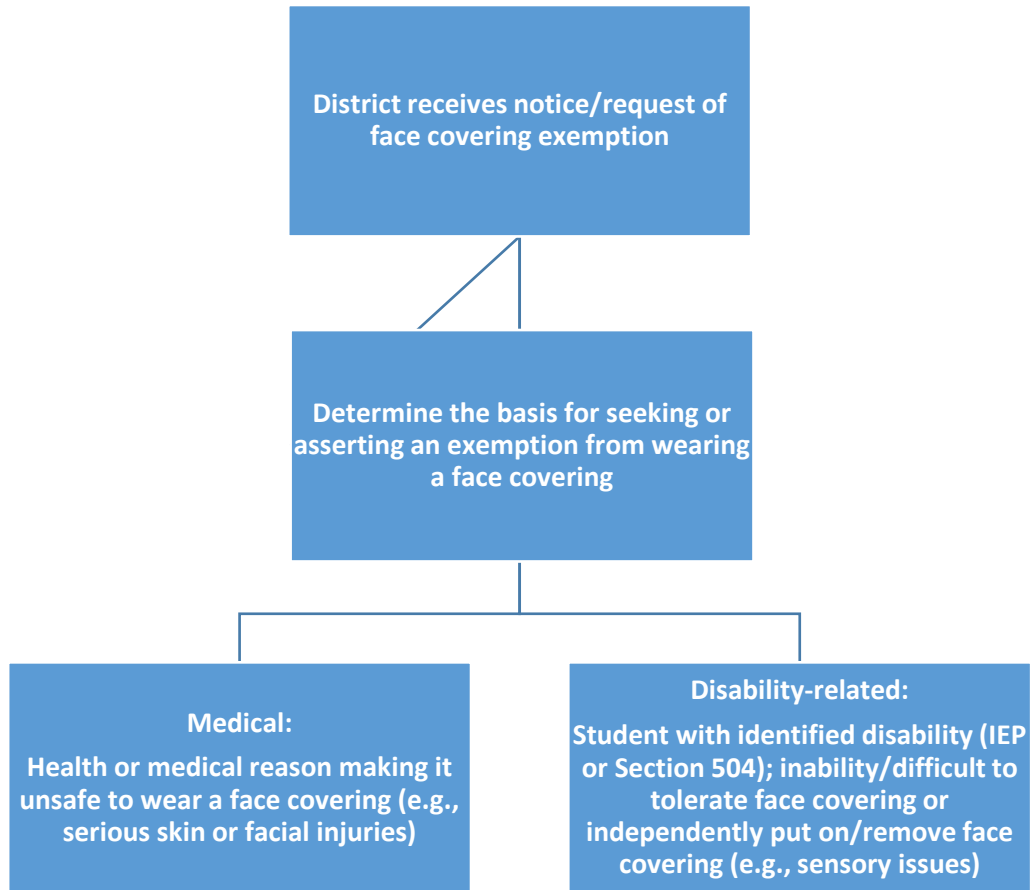 District receives notice/request of
face covering exemption
Determine the basis for seeking or
asserting an exemption from wearing
a face covering
Medical:
Health or medical reason making it
unsafe to wear a face covering (e.g.,
serious skin or facial injuries)
Disability-related:
Student with identified disability (IEP
or Section 504); inability/difficult to
tolerate face covering or
independently put on/remove face
covering (e.g., sensory issues)